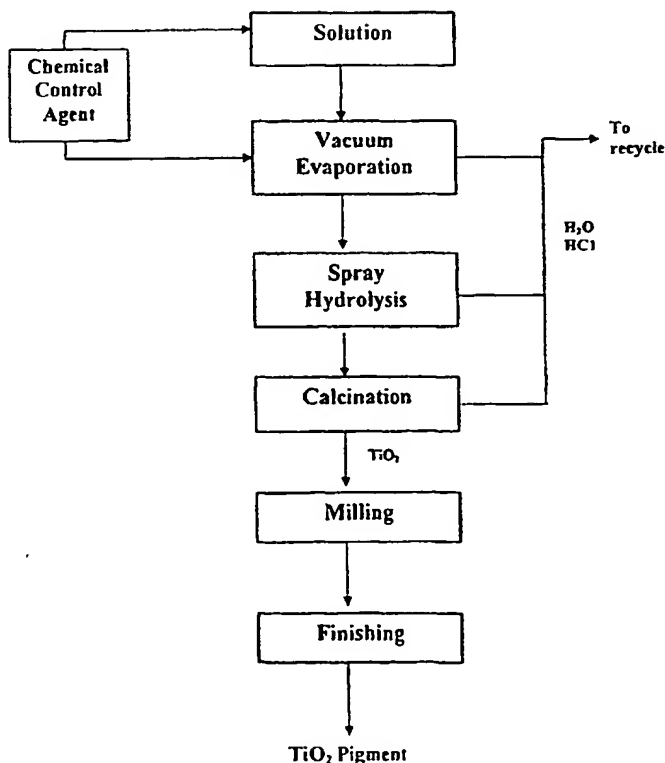 Solution
Chemical
Control
Agent
Vacuum
Evaporation
To
recycle
H₂O
HCl
Spray
Hydrolysis
Calcination
TiO₂
Milling
Finishing
TiO₂ Pigment